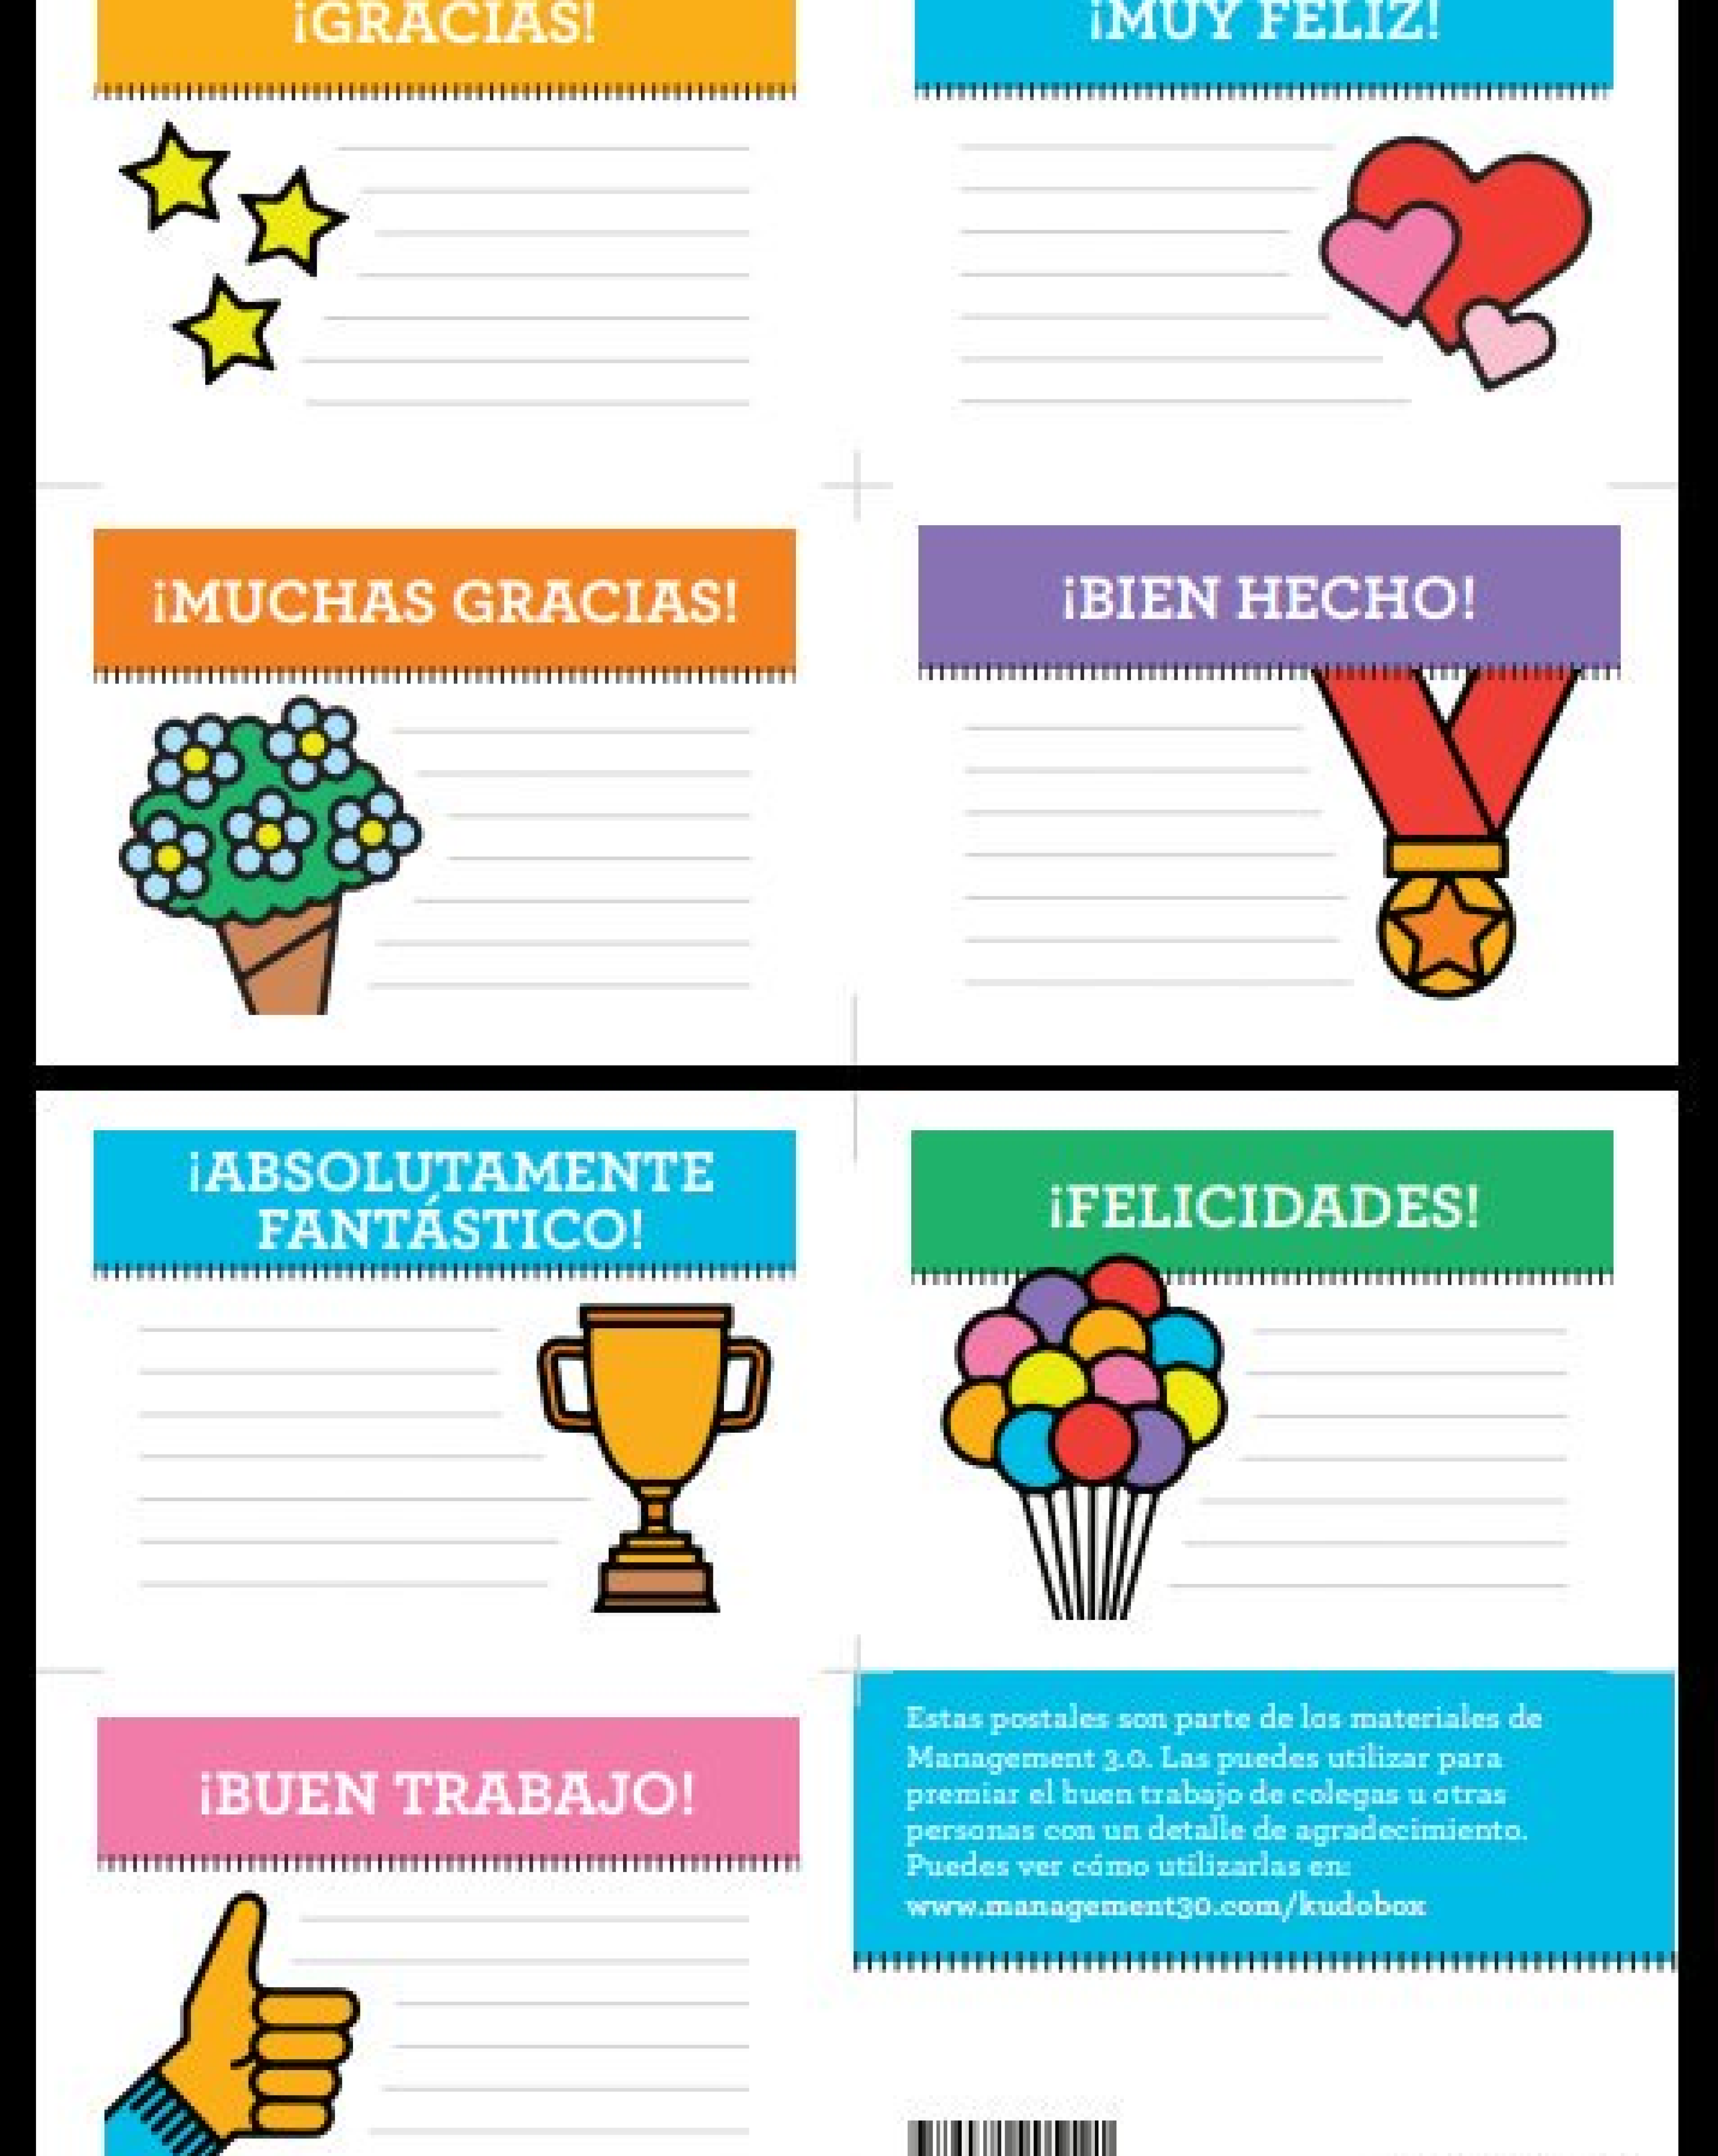 ¡GRACIAS!
¡MUY FELIZ!
¡MUCHAS GRACIAS!
¡BIEN HECHO!
¡ABSOLUTAMENTE
FANTÁSTICO!
¡FELICIDADES!
¡BUEN TRABAJO!
Estas postales son parte de los materiales de
Management 3.0. Las puedes utilizar para
premiar el buen trabajo de colegas u otras
personas con un detalle de agradecimiento.
Puedes ver cómo utilizarlas en:
www.management30.com/kudobox